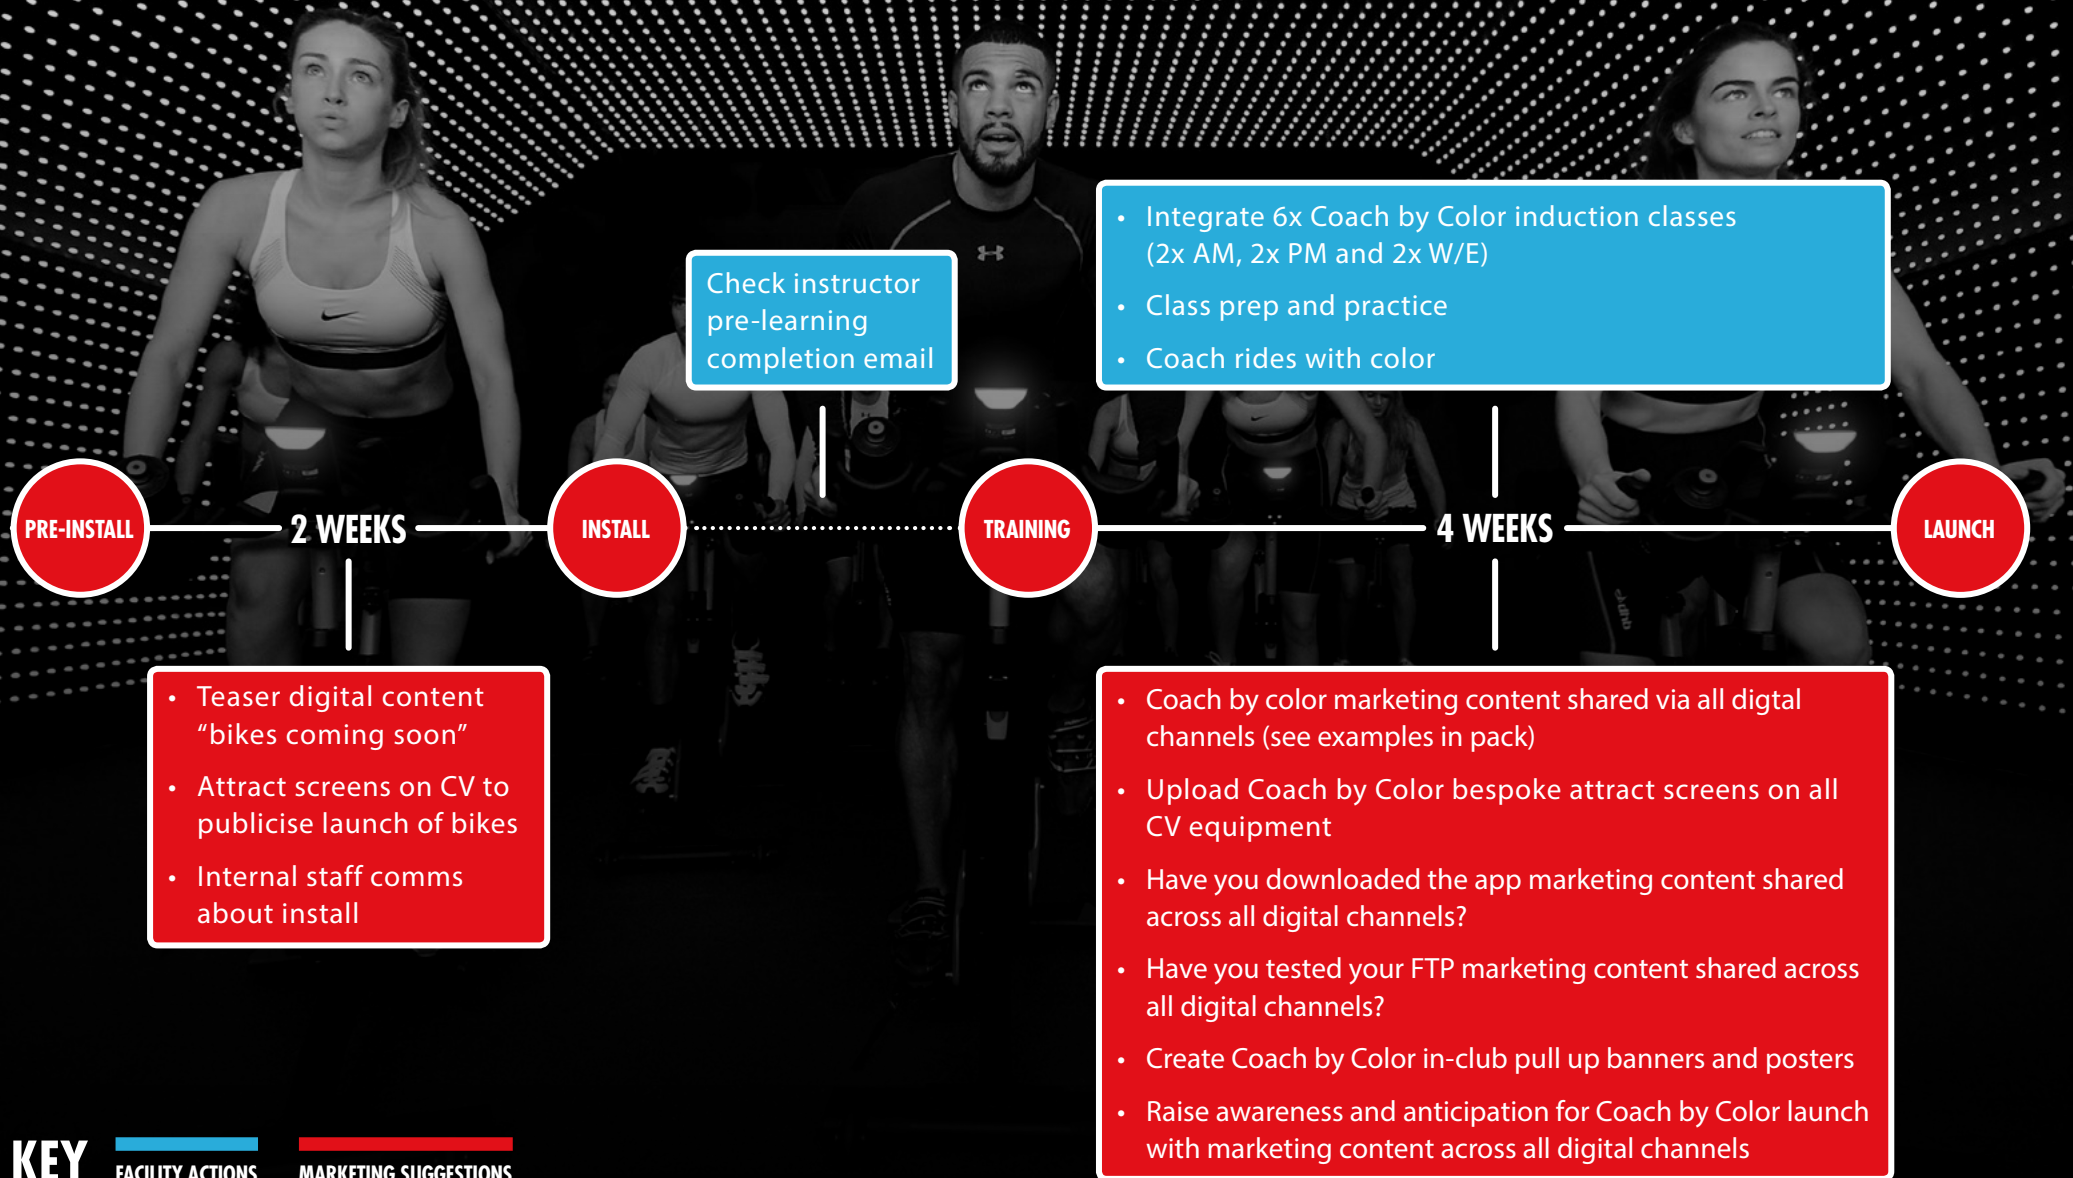 • Integrate 6x Coach by Color induction classes
(2x AM, 2x PM and 2x W/E)
• Class prep and practice
• Coach rides with color
Check instructor
pre-learning
completion email
PRE-INSTALL
2 WEEKS
INSTALL
TRAINING
4 WEEKS
LAUNCH
• Teaser digital content
“bikes coming soon”
• Attract screens on CV to
publicise launch of bikes
• Internal staff comms
about install
• Coach by color marketing content shared via all digtal
channels (see examples in pack)
• Upload Coach by Color bespoke attract screens on all
CV equipment
• Have you downloaded the app marketing content shared
across all digital channels?
• Have you tested your FTP marketing content shared across
all digital channels?
• Create Coach by Color in-club pull up banners and posters
• Raise awareness and anticipation for Coach by Color launch
with marketing content across all digital channels
KEY
FACILITY ACTIONS
MARKETING SUGGESTIONS